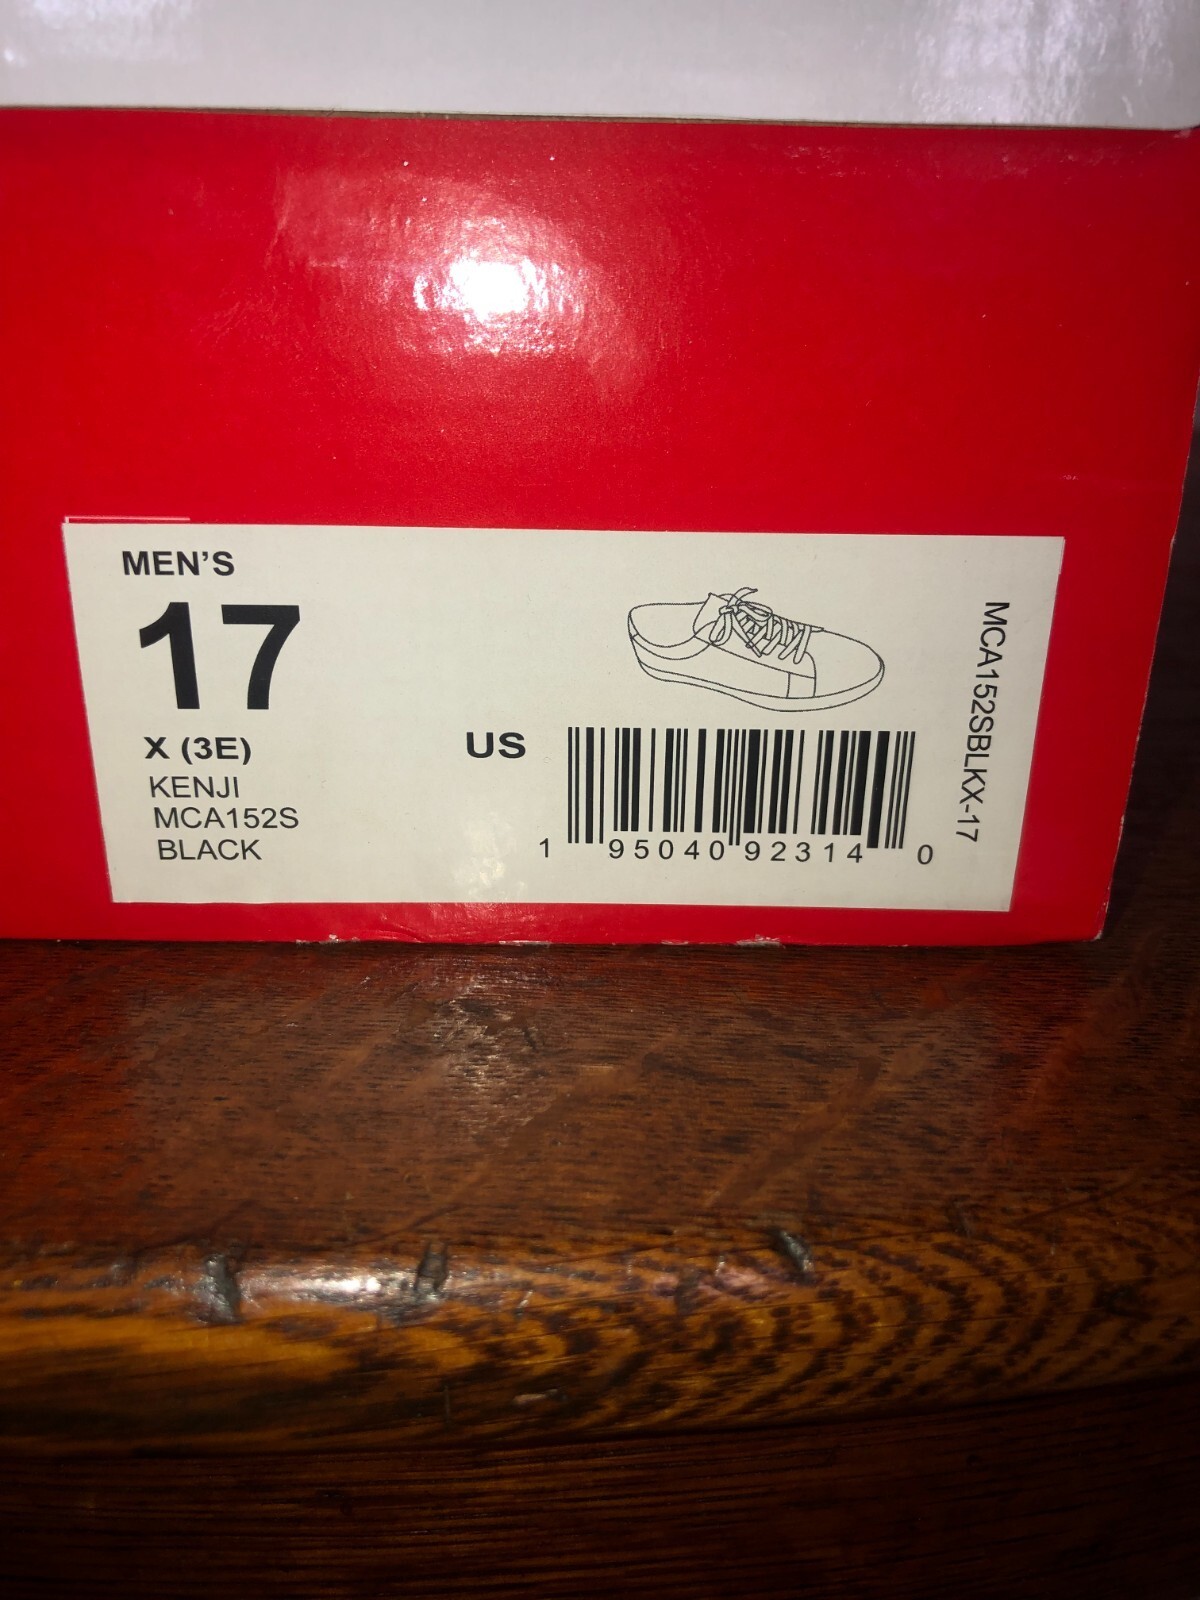 MEN'S
17
X (3E)
KENJI
MCA152S
BLACK
US
1 95040 92314 0
MCA152SBLKX-17